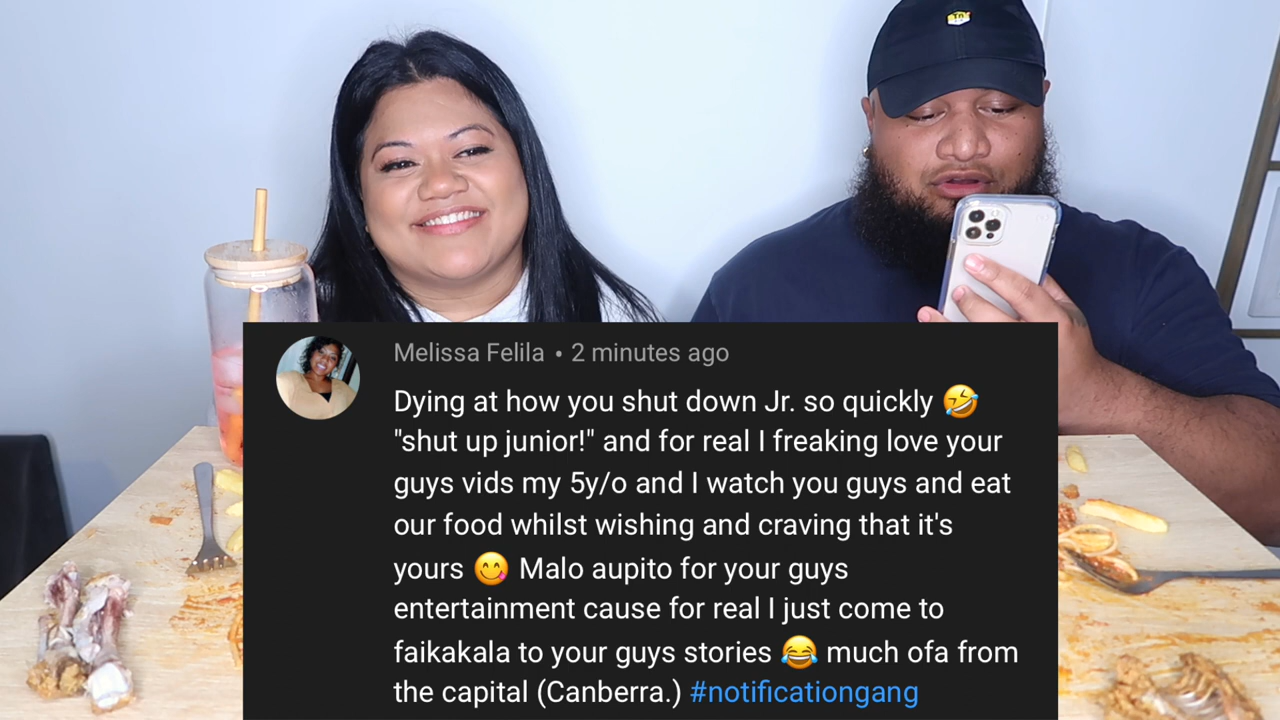 Melissa Felila • 2 minutes ago
Dying at how you shut down Jr. so quickly 🤣
"shut up junior!" and for real I freaking love your
guys vids my 5y/o and I watch you guys and eat
our food whilst wishing and craving that it's
yours 😋 Malo aupito for your guys
entertainment cause for real I just come to
faikakala to your guys stories 😂 much ofa from
the capital (Canberra.) #notificationgang